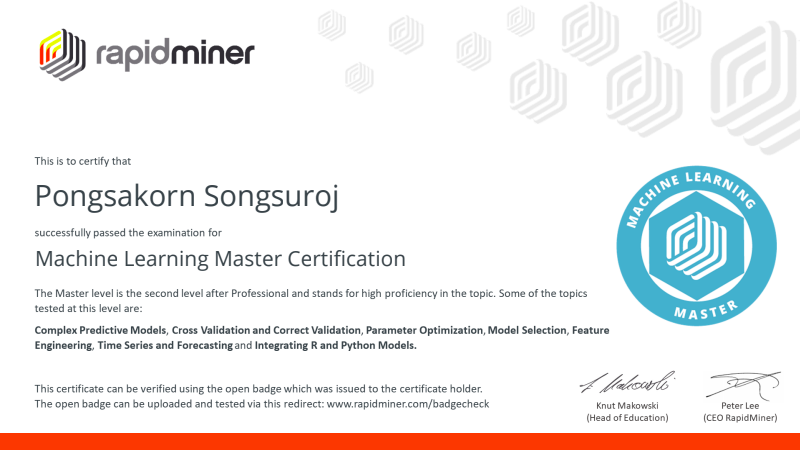 rapidminer
This is to certify that
Pongsakorn Songsuroj
successfully passed the examination for
Machine Learning Master Certification
The Master level is the second level after Professional and stands for high proficiency in the topic. Some of the topics
tested at this level are:
Complex Predictive Models, Cross Validation and Correct Validation, Parameter Optimization, Model Selection, Feature
Engineering, Time Series and Forecasting and Integrating R and Python Models.
MACHINE LEARNING
MASTER
This certificate can be verified using the open badge which was issued to the certificate holder.
The open badge can be uploaded and tested via this redirect: www.rapidminer.com/badgecheck
Knut Makowski
(Head of Education)
Peter Lee
(CEO RapidMiner)